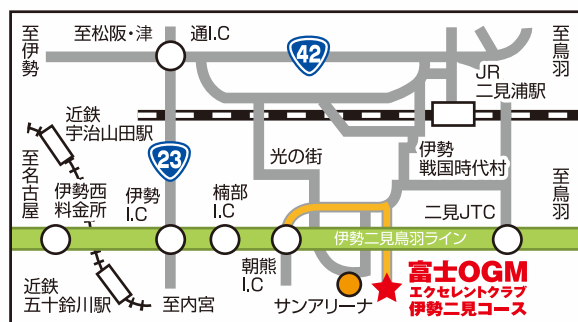 至伊勢
至松阪・津
通I.C
42
至鳥羽
JR
二見浦駅
近鉄
宇治山田駅
23
光の街
伊勢
戦国時代村
至名古屋
伊勢西
料金所
伊勢
I.C
楠部
I.C
二見JTC
至鳥羽
伊勢二見鳥羽ライン
朝熊
I.C
近鉄
五十鈴川駅
至内宮
サンアリーナ
富士OGM
エクセレントクラブ
伊勢二見コース